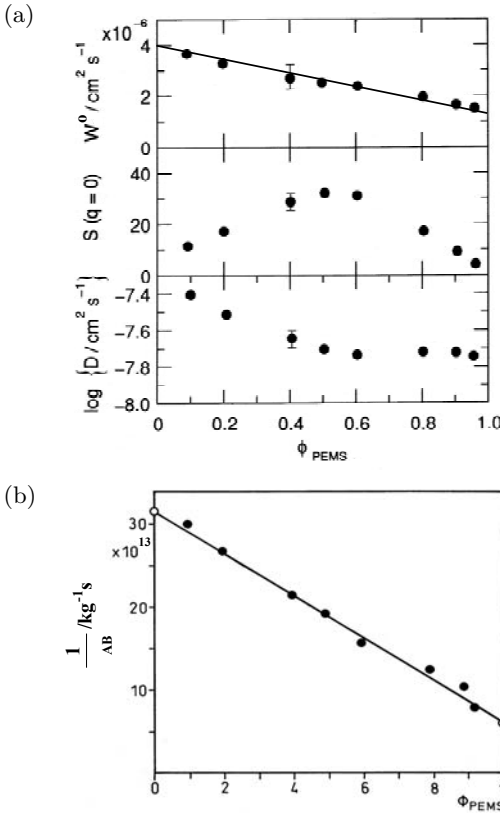 (a)
×10⁻⁶
W⁰/cm² s⁻¹
4
2
0
S (q = 0)
40
20
0
log {D/cm² s⁻¹}
−7.4
−7.6
−7.8
−8.0
0 0.2 0.4 0.6 0.8 1.0
ϕ PEMS
(b)
30
×10¹³
20
10
1/AB /kg⁻¹s
0 2 4 6 8
Φ PEMS